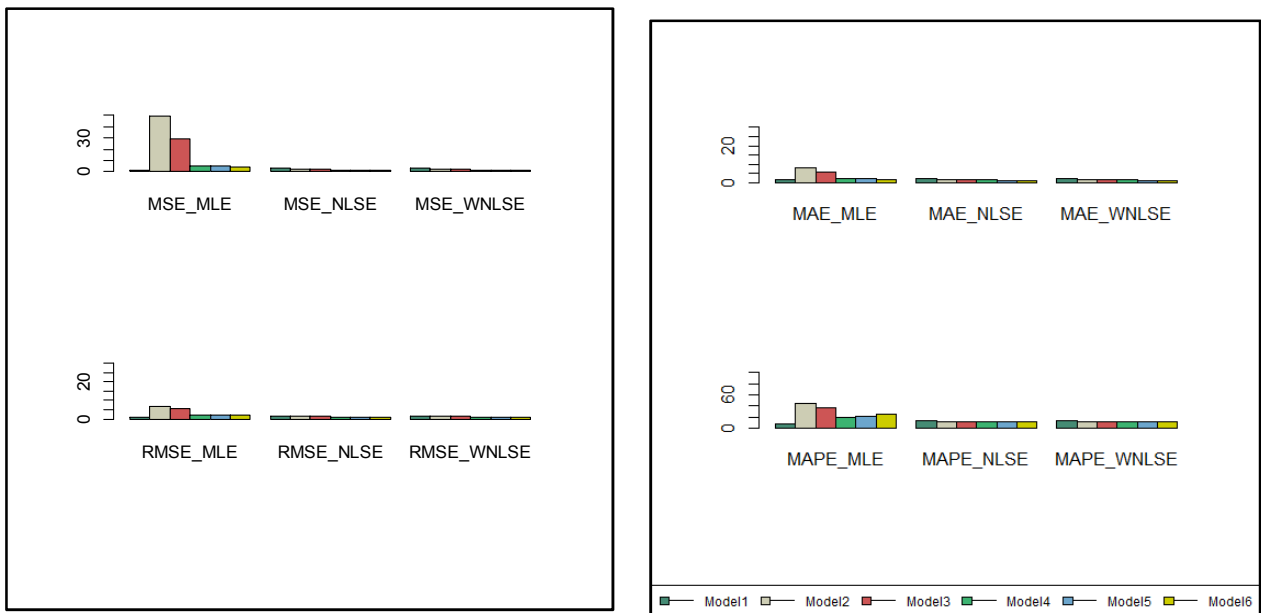 30
0
MSE_MLE MSE_NLSE MSE_WNLSE
20
0
RMSE_MLE RMSE_NLSE RMSE_WNLSE
20
0
MAE_MLE MAE_NLSE MAE_WNLSE
60
0
MAPE_MLE MAPE_NLSE MAPE_WNLSE
Model1 Model2 Model3 Model4 Model5 Model6